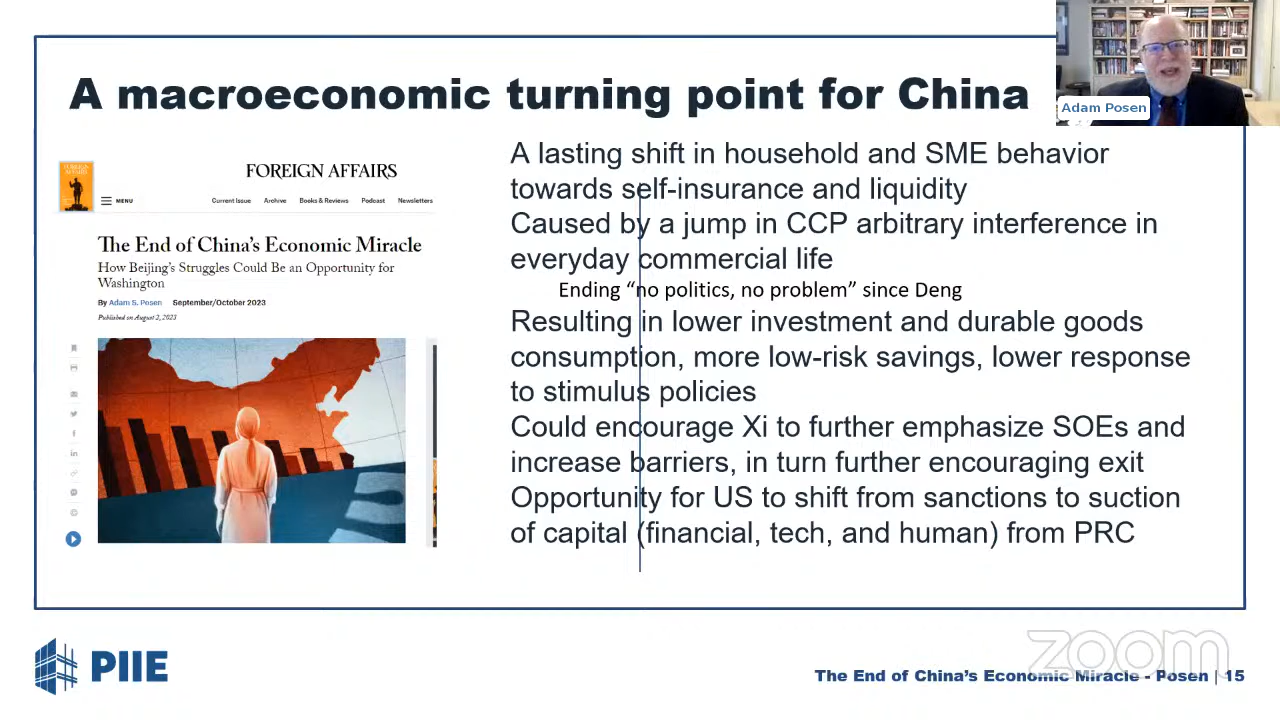 A macroeconomic turning point for China
Adam Posen
FOREIGN AFFAIRS
MENU
Current Issue
Archive
Books & Reviews
Podcast
Newsletters
The End of China's Economic Miracle
How Beijing's Struggles Could Be an Opportunity for
Washington
By Adam S. Posen September/October 2023
Published on August 2, 2023
A lasting shift in household and SME behavior
towards self-insurance and liquidity
Caused by a jump in CCP arbitrary interference in
everyday commercial life
Ending “no politics, no problem” since Deng
Resulting in lower investment and durable goods
consumption, more low-risk savings, lower response
to stimulus policies
Could encourage Xi to further emphasize SOEs and
increase barriers, in turn further encouraging exit
Opportunity for US to shift from sanctions to suction
of capital (financial, tech, and human) from PRC
PIIE
zoom
The End of China's Economic Miracle - Posen | 15